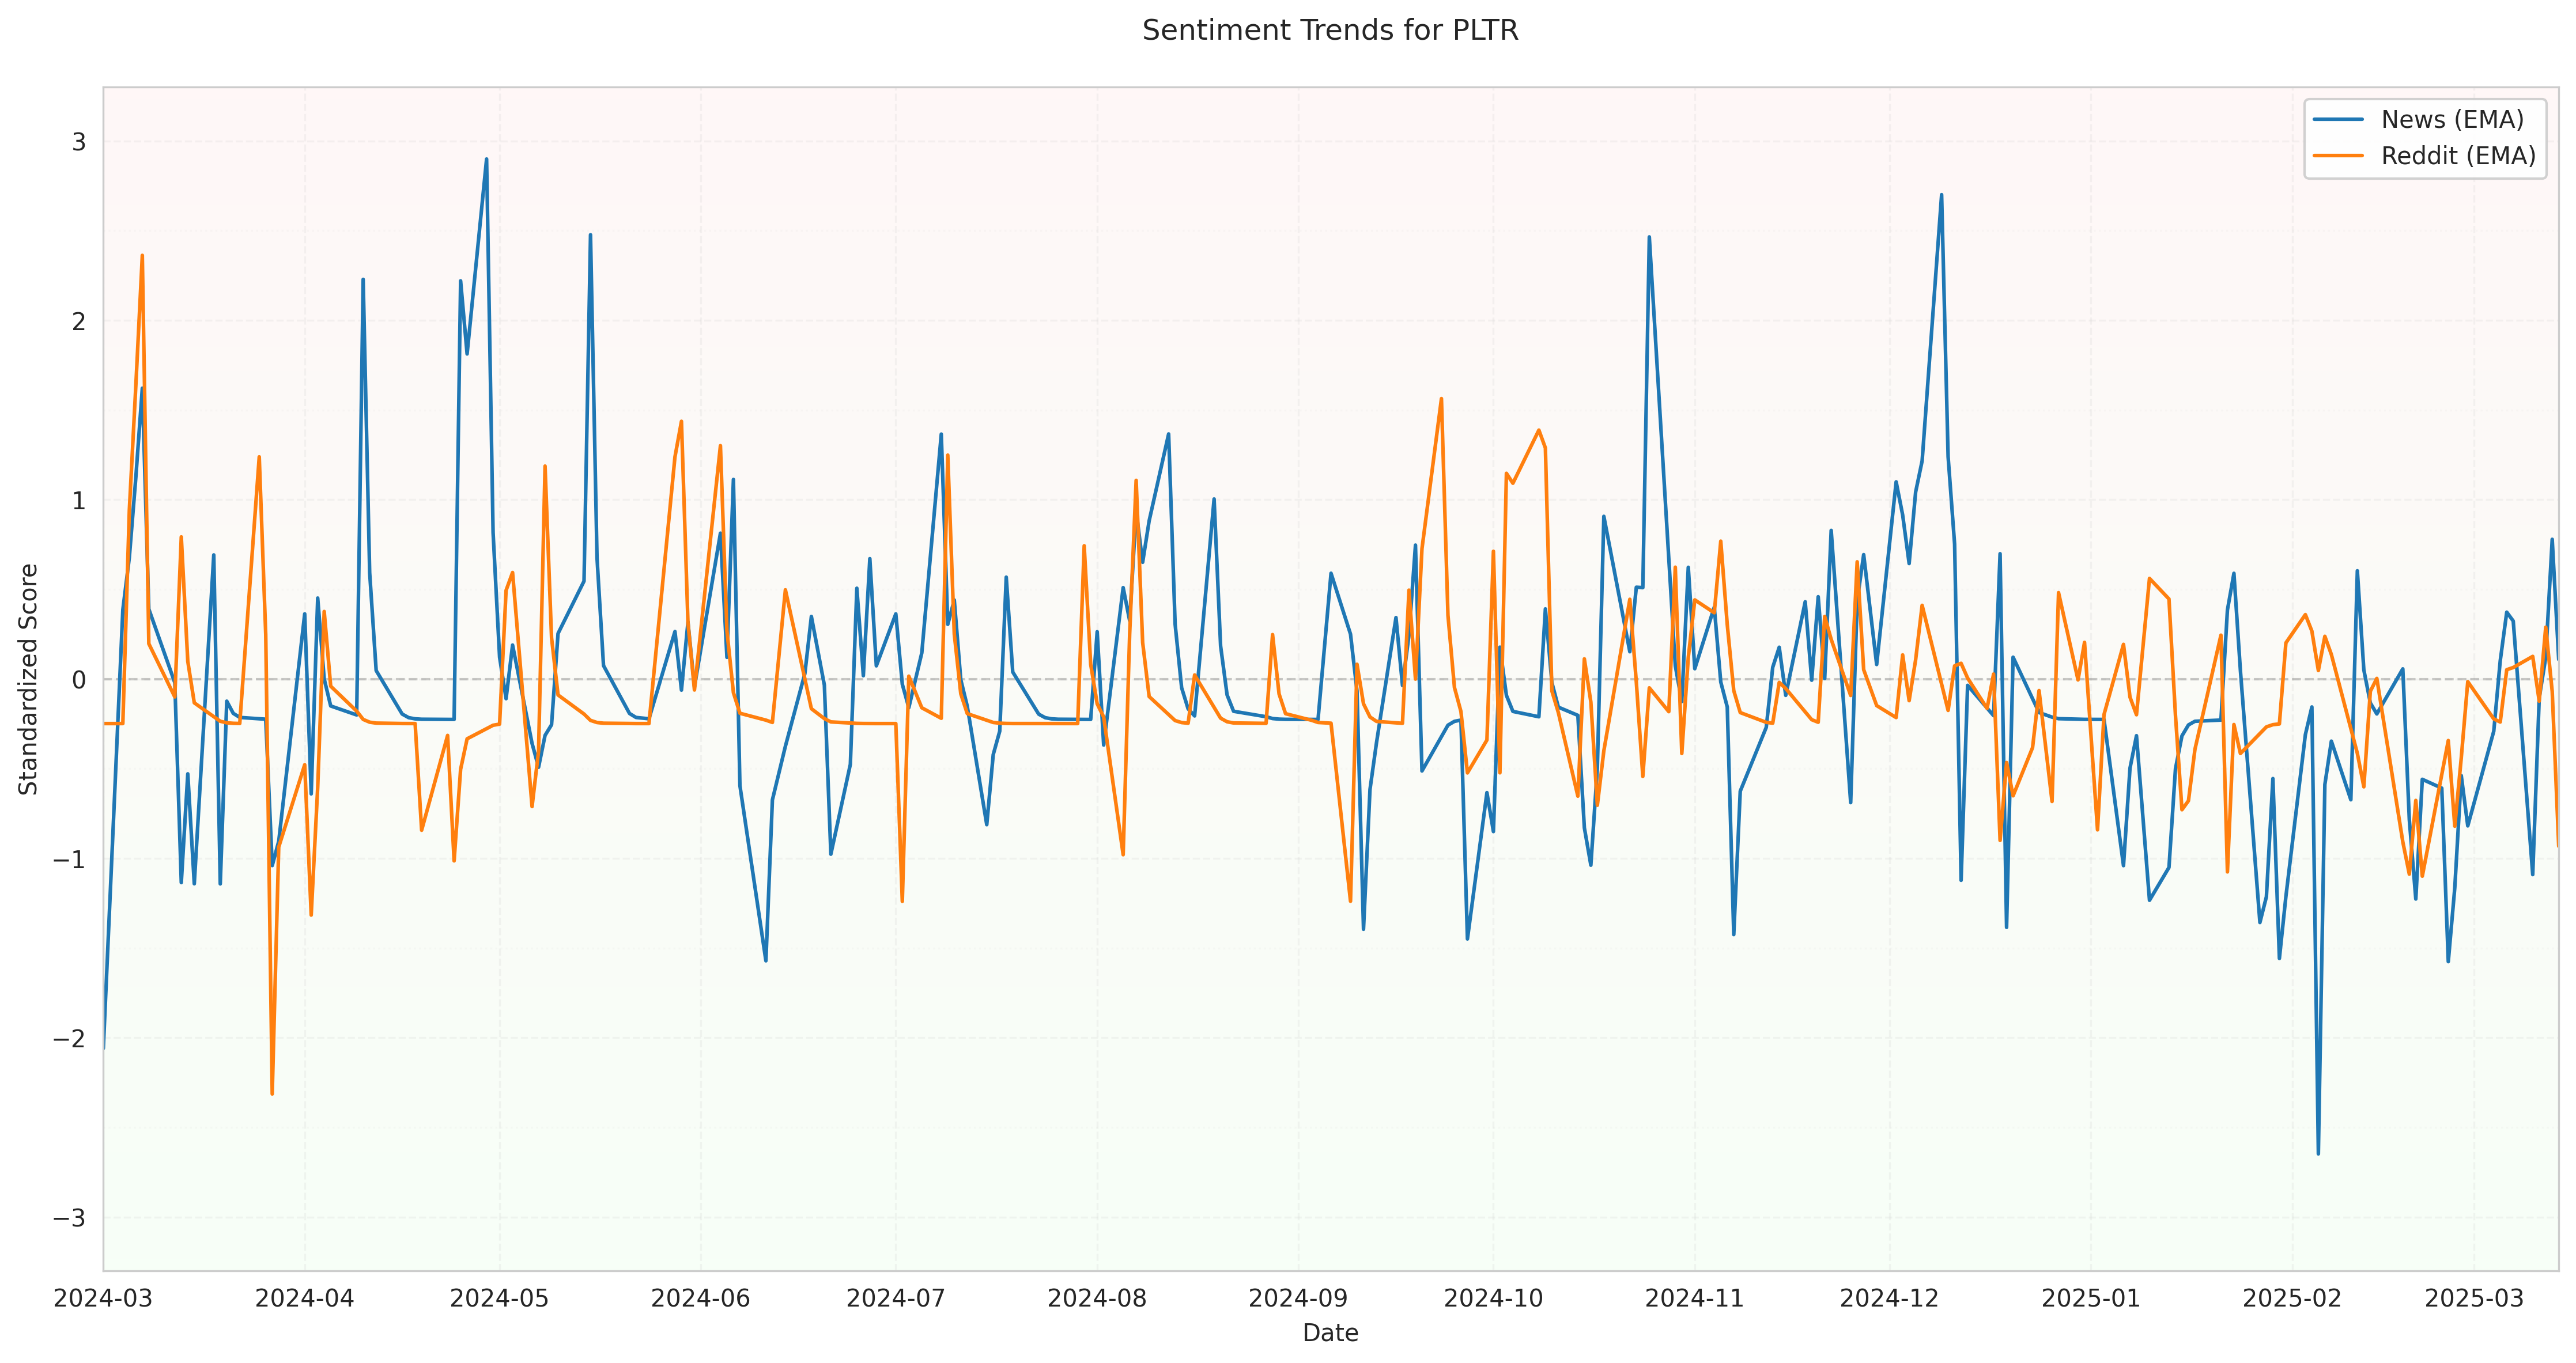 Sentiment Trends for PLTR
News (EMA)
Reddit (EMA)
Standardized Score
3
2
1
0
−1
−2
−3
2024-03 2024-04 2024-05 2024-06 2024-07 2024-08 2024-09 2024-10 2024-11 2024-12 2025-01 2025-02 2025-03
Date